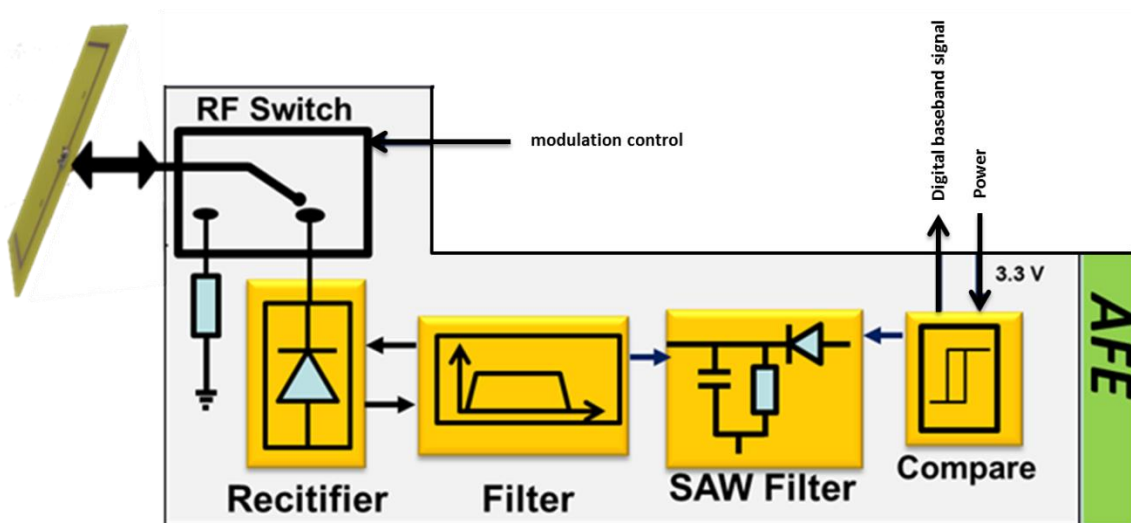 RF Switch
modulation control
Digital baseband signal
Power
3.3 V
AFE
Recitifier
Filter
SAW Filter
Compare